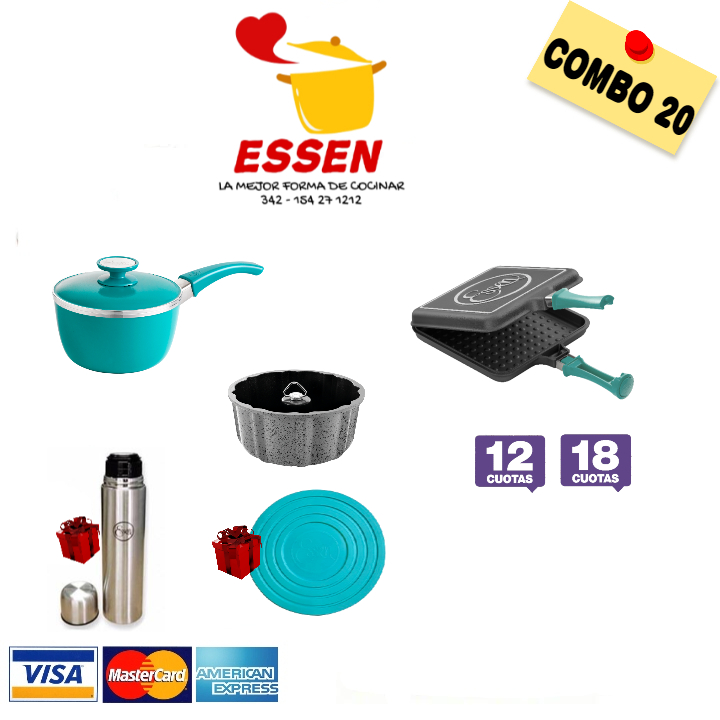 COMBO 20
ESSEN
LA MEJOR FORMA DE COCINAR
342 - 154 27 1212
Essen
12
CUOTAS
18
CUOTAS
VISA
MasterCard
AMERICAN
EXPRESS